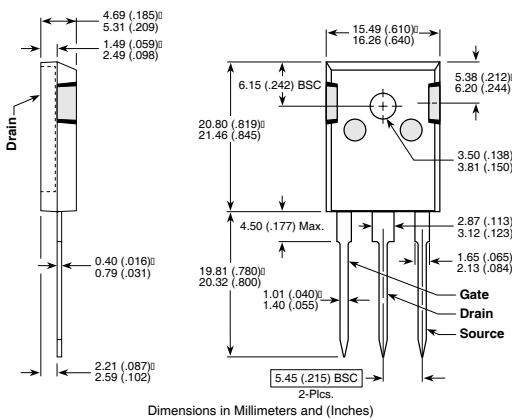 4.69 (.185)
5.31 (.209)
1.49 (.059)
2.49 (.098)
Drain
0.40 (.016)
0.79 (.031)
2.21 (.087)
2.59 (.102)
15.49 (.610)
16.26 (.640)
6.15 (.242) BSC
5.38 (.212)
6.20 (.244)
20.80 (.819)
21.46 (.845)
3.50 (.138)
3.81 (.150)
4.50 (.177) Max.
2.87 (.113)
3.12 (.123)
19.81 (.780)
20.32 (.800)
1.65 (.065)
2.13 (.084)
1.01 (.040)
1.40 (.055)
Gate
Drain
Source
5.45 (.215) BSC
2-Plcs.
Dimensions in Millimeters and (Inches)